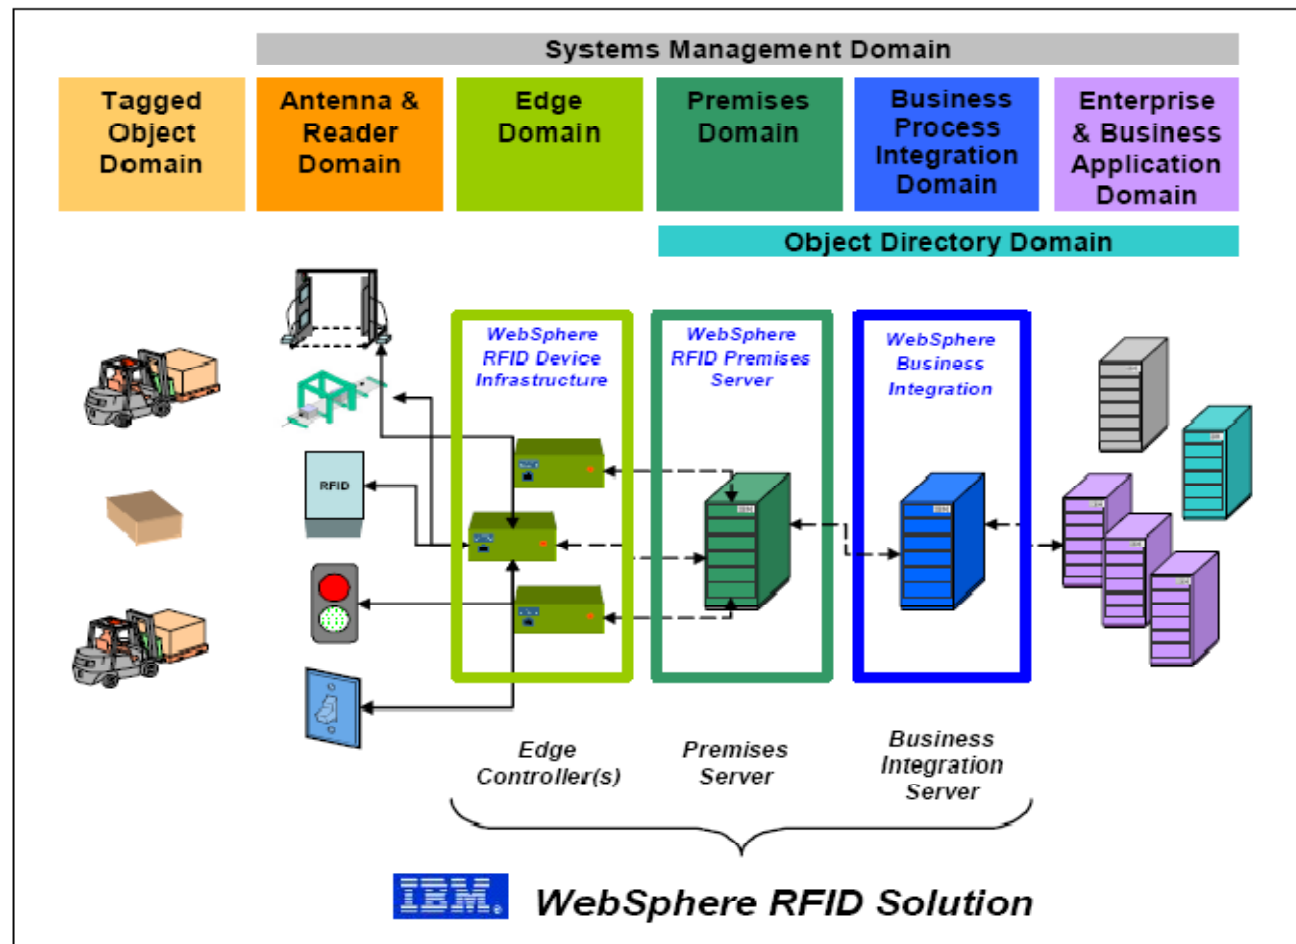 Systems Management Domain
Tagged
Object
Domain
Antenna &
Reader
Domain
Edge
Domain
Premises
Domain
Business
Process
Integration
Domain
Enterprise
& Business
Application
Domain
Object Directory Domain
WebSphere
RFID Device
Infrastructure
WebSphere
RFID Premises
Server
WebSphere
Business
Integration
RFID
IBM
IBM
Edge
Controller(s)
Premises
Server
Business
Integration
Server
IBM.
WebSphere RFID Solution